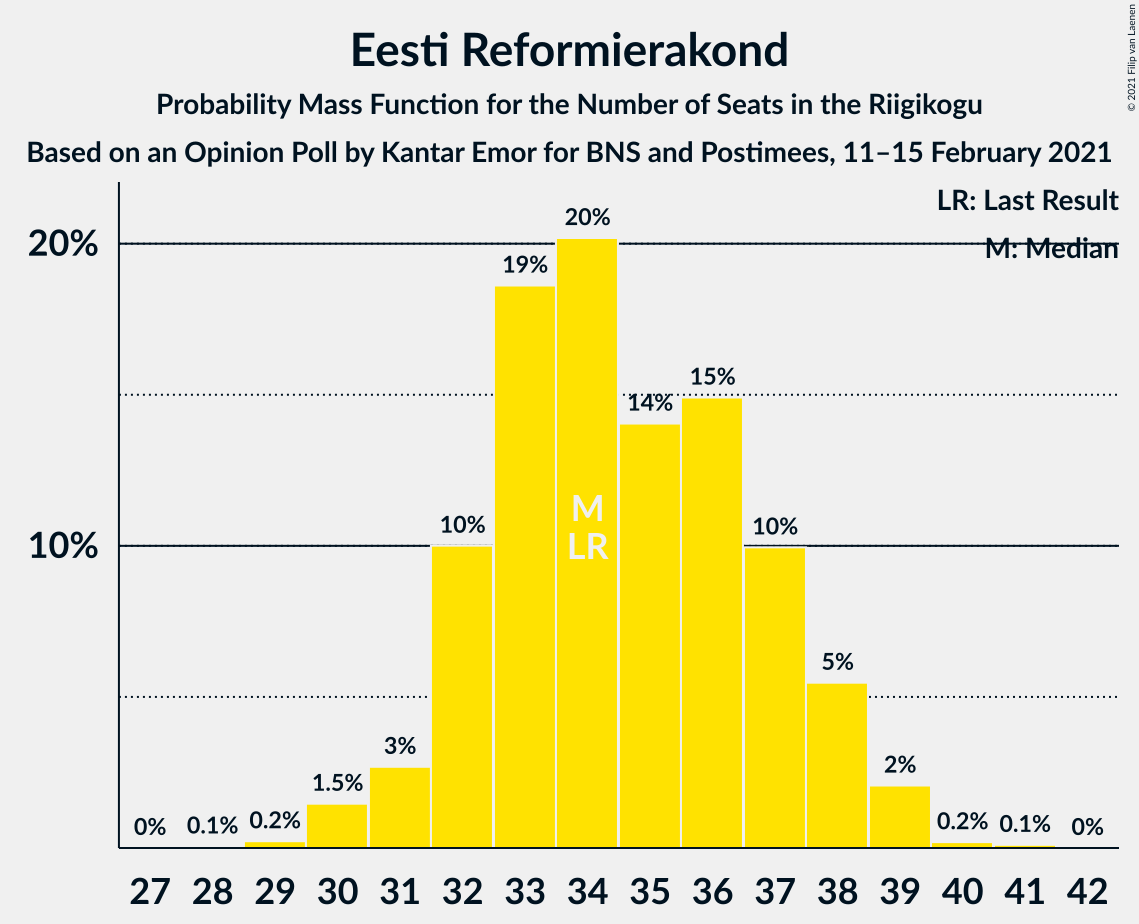 Eesti Reformierakond
Probability Mass Function for the Number of Seats in the Riigikogu
Based on an Opinion Poll by Kantar Emor for BNS and Postimees, 11–15 February 2021
© 2021 Filip van Laenen
LR: Last Result
M: Median
20%
10%
0%
0.1%
0.2%
1.5%
3%
10%
19%
20%
14%
15%
10%
5%
2%
0.2%
0.1%
0%
M
LR
27 28 29 30 31 32 33 34 35 36 37 38 39 40 41 42